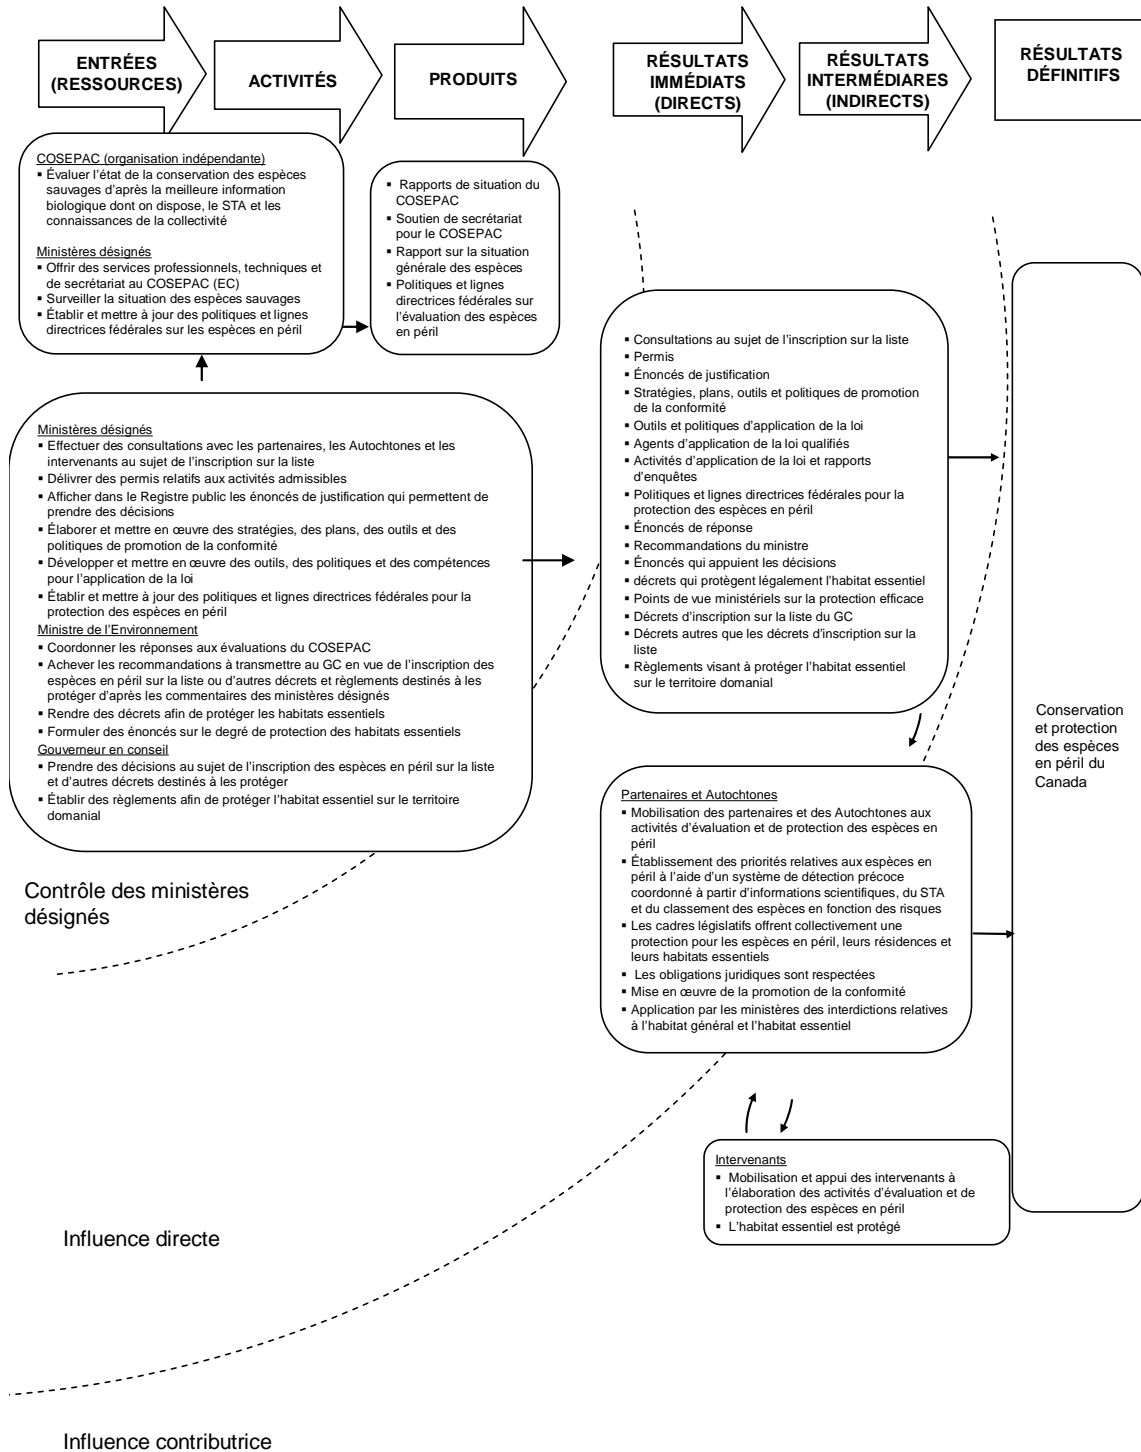 ENTRÉES
(RESSOURCES)
ACTIVITÉS
PRODUITS
RÉSULTATS
IMMÉDIATS
(DIRECTS)
RÉSULTATS
INTERMÉDIARES
(INDIRECTS)
RÉSULTATS
DÉFINITIFS
COSEPAC (organisation indépendante)
▪ Évaluer l’état de la conservation des espèces
sauvages d’après la meilleure information
biologique dont on dispose, le STA et les
connaissances de la collectivité
Ministères désignés
▪ Offrir des services professionnels, techniques et
de secrétariat au COSEPAC (EC)
▪ Surveiller la situation des espèces sauvages
▪ Établir et mettre à jour des politiques et lignes
directrices fédérales sur les espèces en péril
▪ Rapports de situation du
COSEPAC
▪ Soutien de secrétariat
pour le COSEPAC
▪ Rapport sur la situation
générale des espèces
▪ Politiques et lignes
directrices fédérales sur
l’évaluation des espèces
en péril
Ministères désignés
▪ Effectuer des consultations avec les partenaires, les Autochtones et les
intervenants au sujet de l’inscription sur la liste
▪ Délivrer des permis relatifs aux activités admissibles
▪ Afficher dans le Registre public les énoncés de justification qui permettent de
prendre des décisions
▪ Élaborer et mettre en œuvre des stratégies, des plans, des outils et des
politiques de promotion de la conformité
▪ Développer et mettre en œuvre des outils, des politiques et des compétences
pour l’application de la loi
▪ Établir et mettre à jour des politiques et lignes directrices fédérales pour la
protection des espèces en péril
Ministre de l’Environnement
▪ Coordonner les réponses aux évaluations du COSEPAC
▪ Achever les recommandations à transmettre au GC en vue de l’inscription des
espèces en péril sur la liste ou d’autres décrets et règlements destinés à les
protéger d’après les commentaires des ministères désignés
▪ Rendre des décrets afin de protéger les habitats essentiels
▪ Formuler des énoncés sur le degré de protection des habitats essentiels
Gouverneur en conseil
▪ Prendre des décisions au sujet de l’inscription des espèces en péril sur la liste
et d’autres décrets destinés à les protéger
▪ Établir des règlements afin de protéger l’habitat essentiel sur le territoire
domanial
▪ Consultations au sujet de l’inscription sur la liste
▪ Permis
▪ Énoncés de justification
▪ Stratégies, plans, outils et politiques de promotion
de la conformité
▪ Outils et politiques d’application de la loi
▪ Agents d’application de la loi qualifiés
▪ Activités d’application de la loi et rapports
d’enquêtes
▪ Politiques et lignes directrices fédérales pour la
protection des espèces en péril
▪ Énoncés de réponse
▪ Recommandations du ministre
▪ Énoncés qui appuient les décisions
▪ décrets qui protègent légalement l’habitat essentiel
▪ Points de vue ministériels sur la protection efficace
▪ Décrets d’inscription sur la liste du GC
▪ Décrets autres que les décrets d’inscription sur la
liste
▪ Règlements visant à protéger l’habitat essentiel
sur le territoire domanial
Partenaires et Autochtones
▪ Mobilisation des partenaires et des Autochtones aux
activités d’évaluation et de protection des espèces en
péril
▪ Établissement des priorités relatives aux espèces en
péril à l’aide d’un système de détection précoce
coordonné à partir d’informations scientifiques, du STA
et du classement des espèces en fonction des risques
▪ Les cadres législatifs offrent collectivement une
protection pour les espèces en péril, leurs résidences et
leurs habitats essentiels
▪ Les obligations juridiques sont respectées
▪ Mise en œuvre de la promotion de la conformité
▪ Application par les ministères des interdictions relatives
à l’habitat général et l’habitat essentiel
Intervenants
▪ Mobilisation et appui des intervenants à
l’élaboration des activités d’évaluation et de
protection des espèces en péril
▪ L’habitat essentiel est protégé
Conservation
et protection
des espèces
en péril du
Canada
Contrôle des ministères
désignés
Influence directe
Influence contributrice